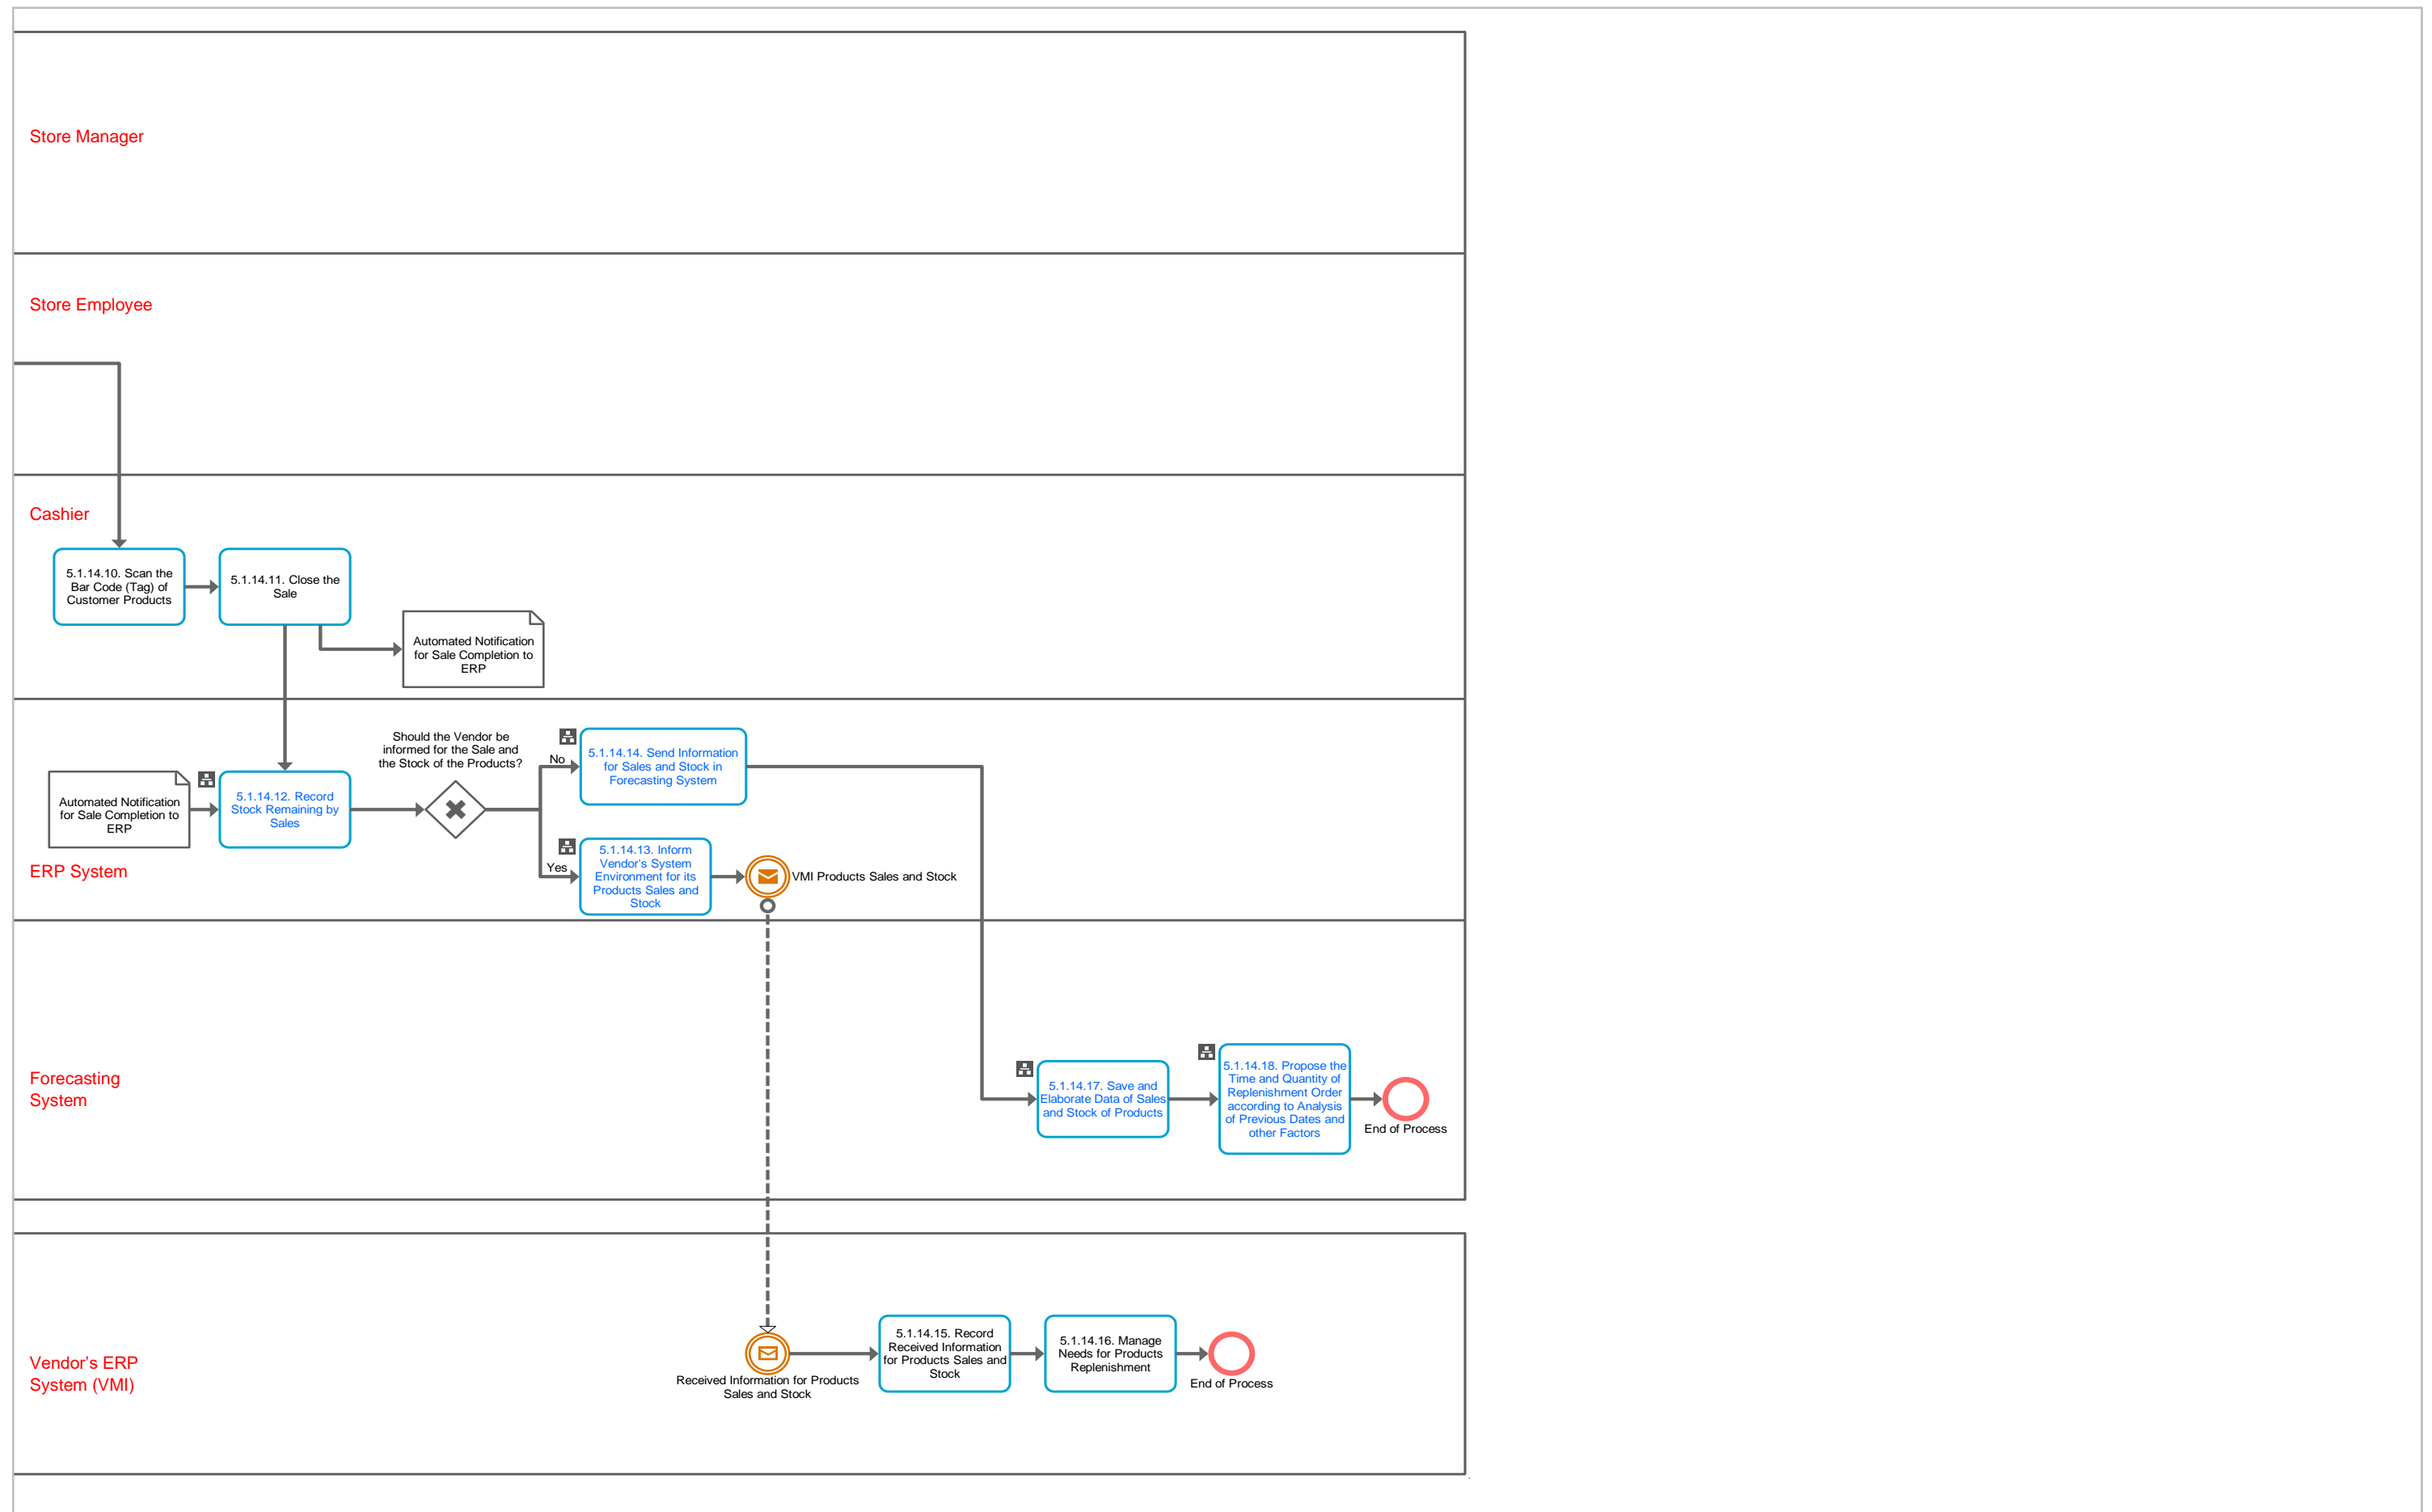 Store Manager
Store Employee
Cashier
5.1.14.10. Scan the
Bar Code (Tag) of
Customer Products
5.1.14.11. Close the
Sale
Automated Notification
for Sale Completion to
ERP
Should the Vendor be
informed for the Sale and
the Stock of the Products?
No
5.1.14.14. Send Information
for Sales and Stock in
Forecasting System
Automated Notification
for Sale Completion to
ERP
5.1.14.12. Record
Stock Remaining by
Sales
Yes
5.1.14.13. Inform
Vendor's System
Environment for its
Products Sales and
Stock
VMI Products Sales and Stock
ERP System
Forecasting
System
5.1.14.17. Save and
Elaborate Data of Sales
and Stock of Products
5.1.14.18. Propose the
Time and Quantity of
Replenishment Order
according to Analysis
of Previous Dates and
other Factors
End of Process
Vendor's ERP
System (VMI)
Received Information for Products
Sales and Stock
5.1.14.15. Record
Received Information
for Products Sales and
Stock
5.1.14.16. Manage
Needs for Products
Replenishment
End of Process